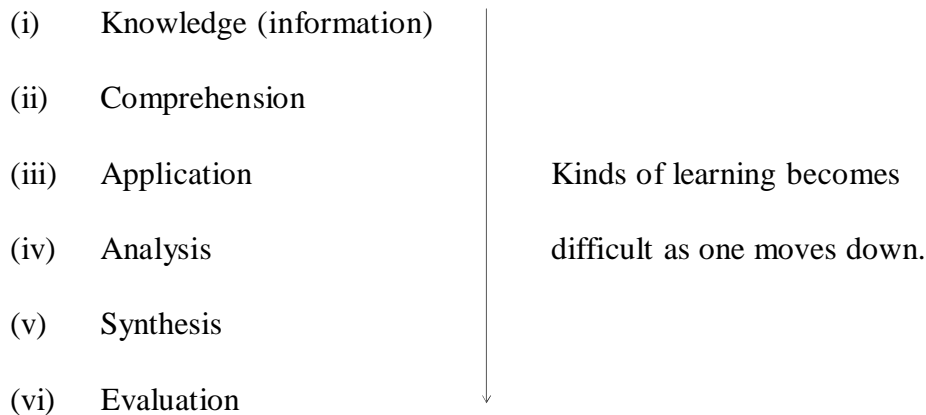 (i) Knowledge (information)
(ii) Comprehension
(iii) Application Kinds of learning becomes
(iv) Analysis difficult as one moves down.
(v) Synthesis
(vi) Evaluation